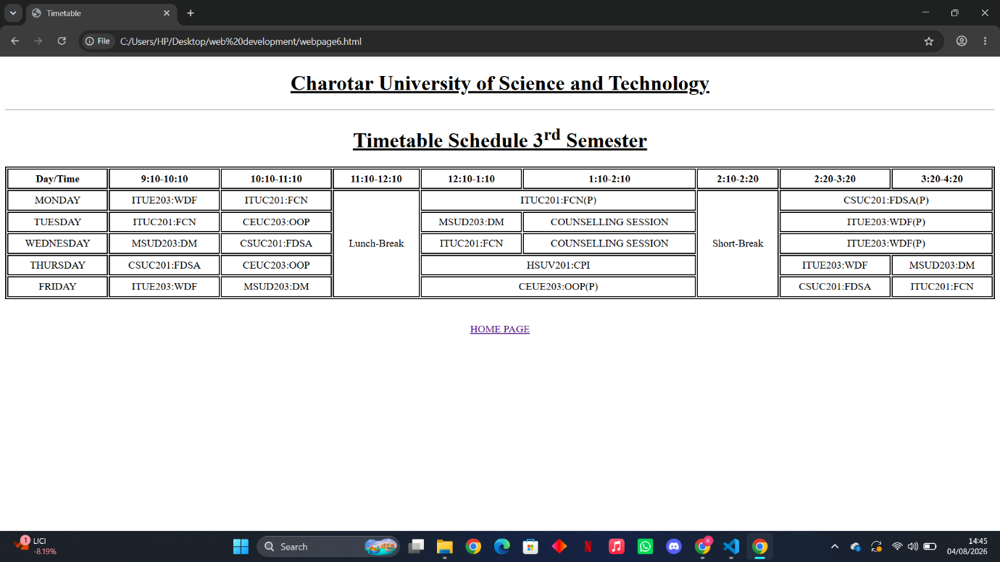 Timetable
File C:/Users/HP/Desktop/web%20development/webpage6.html
Charotar University of Science and Technology
Timetable Schedule 3rd Semester
Day/Time 9:10-10:10 10:10-11:10 11:10-12:10 12:10-1:10 1:10-2:10 2:10-2:20 2:20-3:20 3:20-4:20
MONDAY ITUE203:WDF ITUC201:FCN ITUC201:FCN(P) CSUC201:FDSA(P)
TUESDAY ITUC201:FCN CEUC203:OOP MSUD203:DM COUNSELLING SESSION ITUE203:WDF(P)
WEDNESDAY MSUD203:DM CSUC201:FDSA Lunch-Break ITUC201:FCN COUNSELLING SESSION Short-Break ITUE203:WDF(P)
THURSDAY CSUC201:FDSA CEUC203:OOP HSUV201:CPI ITUE203:WDF MSUD203:DM
FRIDAY ITUE203:WDF MSUD203:DM CEUE203:OOP(P) CSUC201:FDSA ITUC201:FCN
HOME PAGE
1
LICI
-8.19%
Search
K
N
14:45
04/08/2026